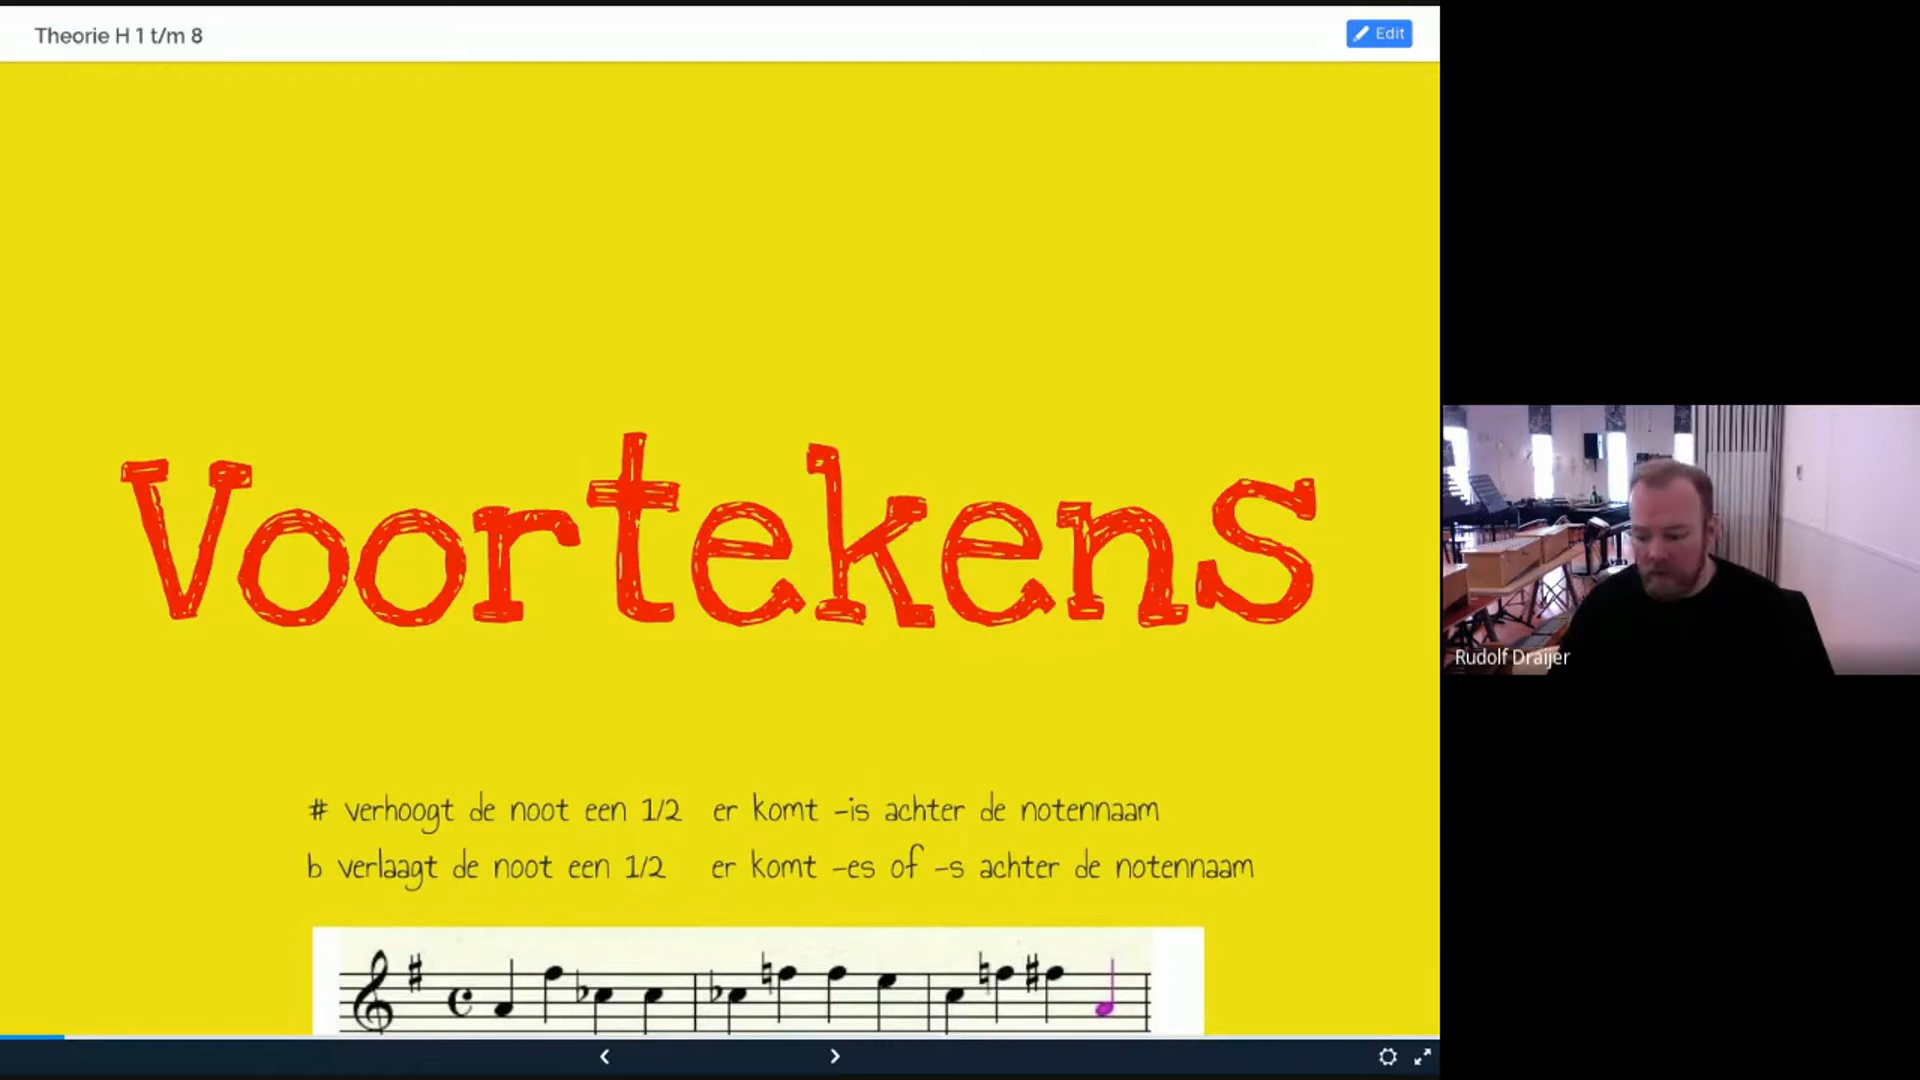 Theorie H 1 t/m 8
Edit
Voortekens
# verhoogt de noot een 1/2 er komt -is achter de notennaam
b verlaagt de noot een 1/2 er komt -es of -s achter de notennaam
Rudolf Draijer